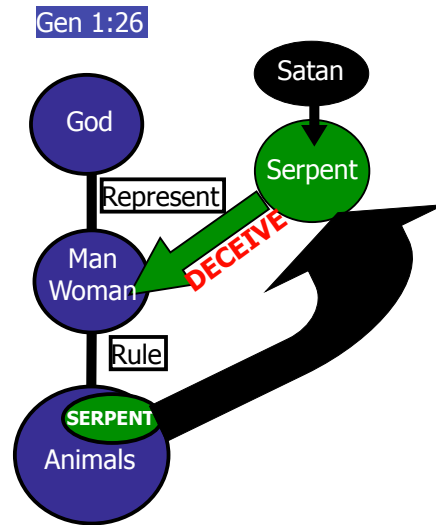 Gen 1:26
Satan
God
Serpent
Represent
DECEIVE
Man
Woman
Rule
SERPENT
Animals